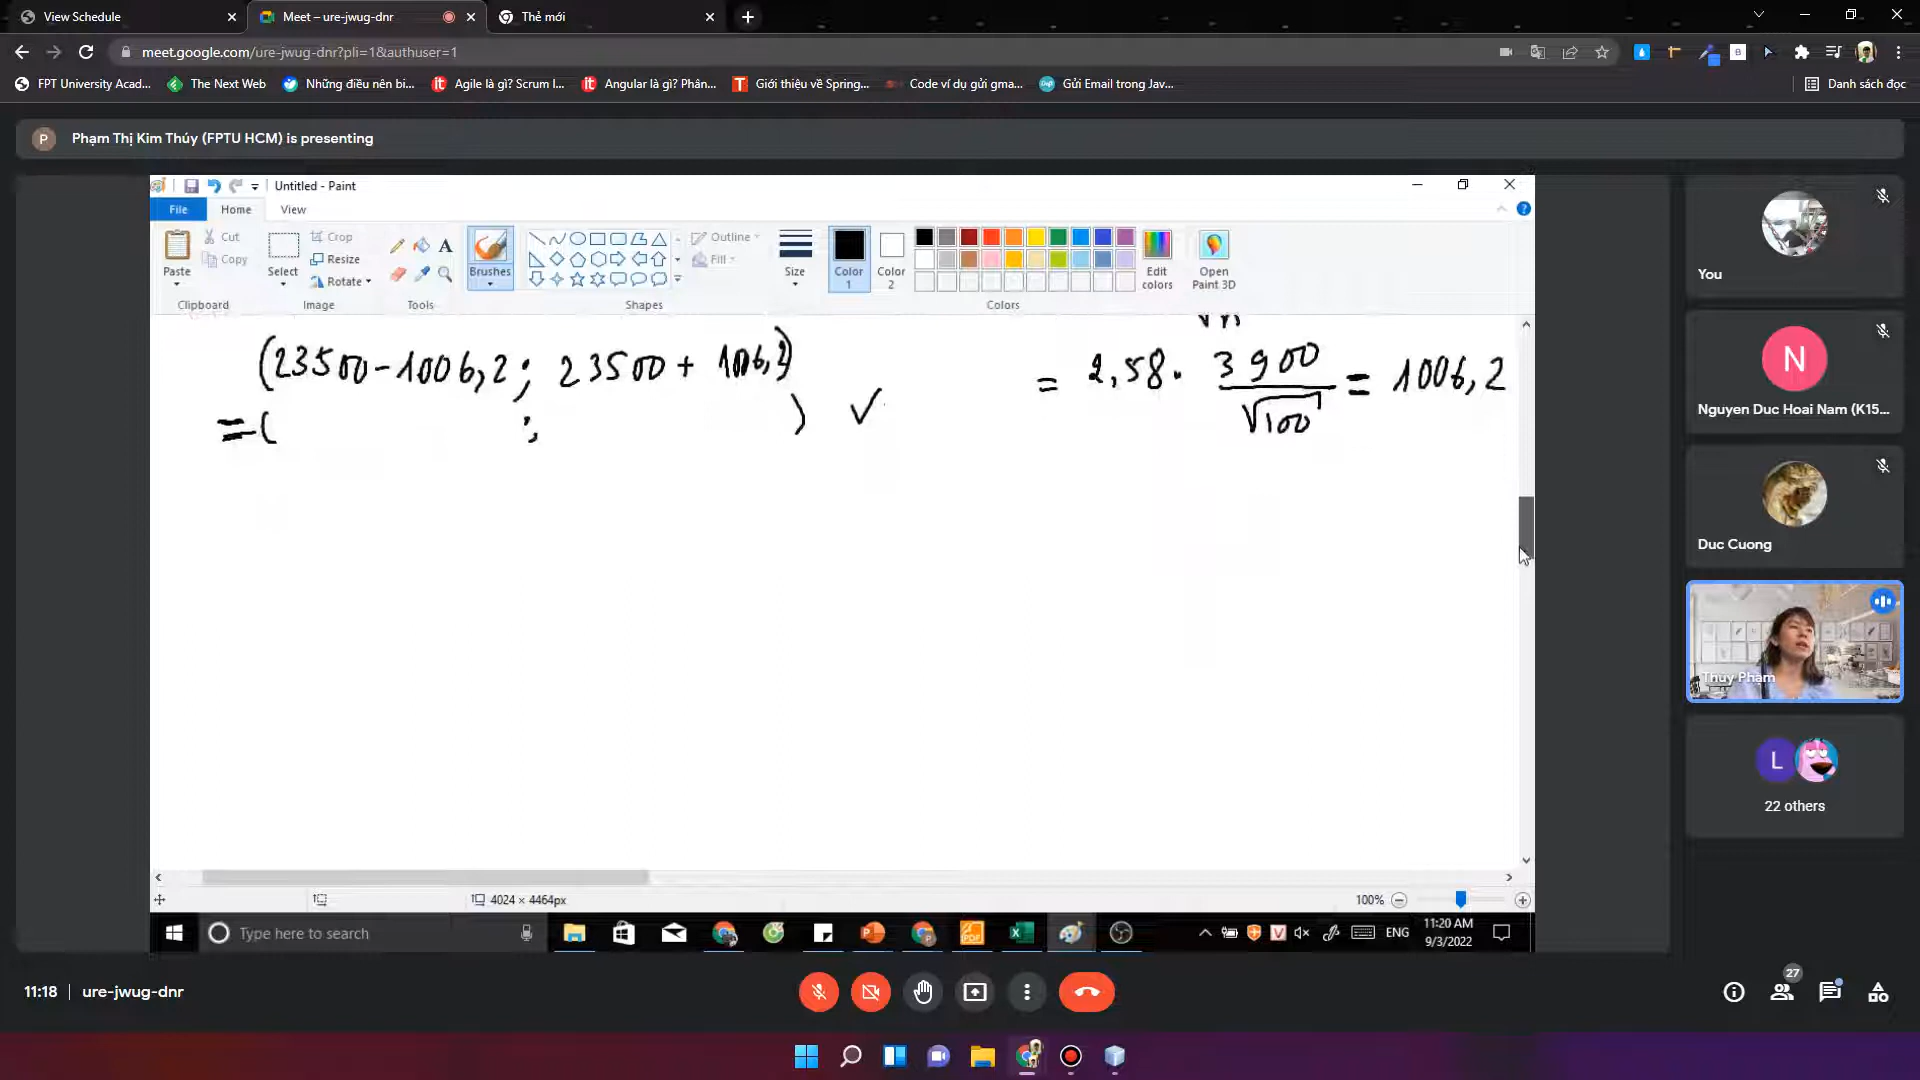 View Schedule
Meet – ure-jwug-dnr
Thẻ mới
meet.google.com/ure-jwug-dnr?pli=1&authuser=1
FPT University Acad...
The Next Web
Những điều nên bi...
Agile là gì? Scrum l...
Angular là gì? Phân...
Giới thiệu về Spring...
Code ví dụ gửi gma...
Gửi Email trong Jav...
Danh sách đọc
P
Phạm Thị Kim Thúy (FPTU HCM) is presenting
Untitled - Paint
File
Home
View
Paste
Cut
Copy
Clipboard
Select
Crop
Resize
Rotate
Image
Tools
Brushes
Shapes
Outline
Fill
Size
Color 1
Color 2
Edit colors
Open Paint 3D
Colors
(23500-1006,2; 23500 + 106,2)
=( ; ) ✓
= 2,58. 3900/√100 = 1006,2
4024 × 4464px
100%
Type here to search
ENG
11:20 AM
9/3/2022
You
N
Nguyen Duc Hoai Nam (K15...
Duc Cuong
Thuy Pham
L
22 others
11:18 | ure-jwug-dnr
27